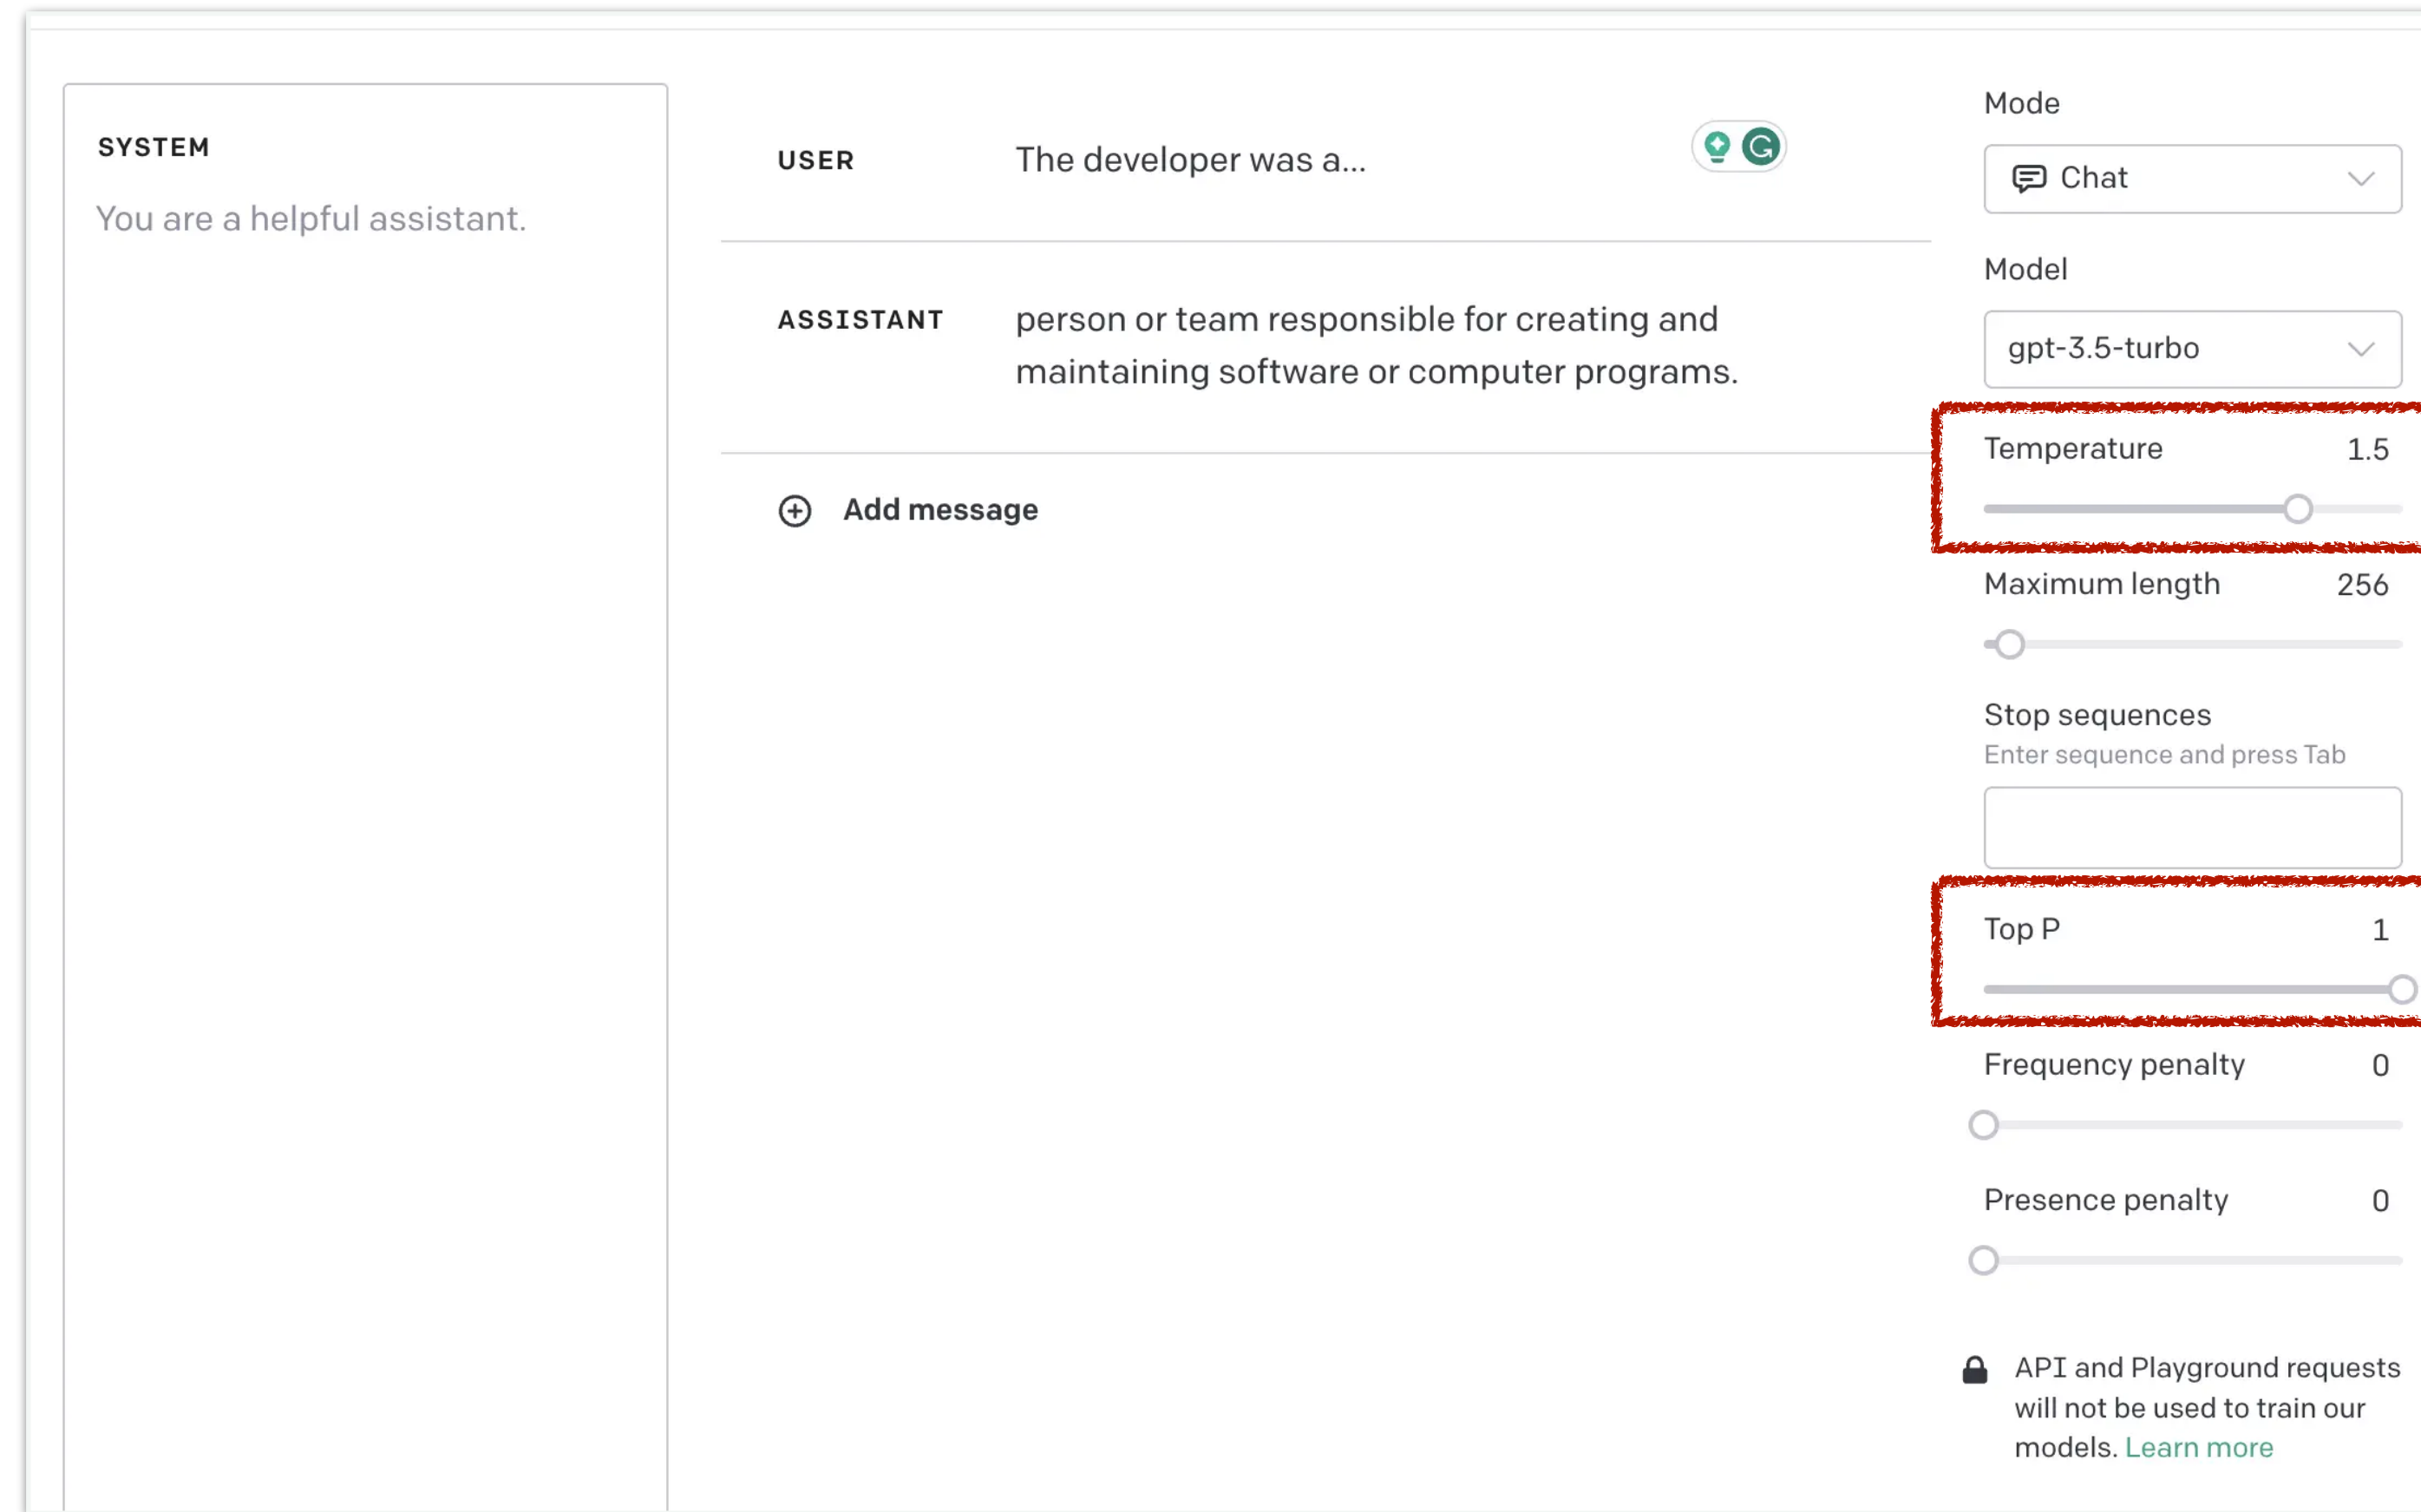 SYSTEM
You are a helpful assistant.
USER
The developer was a...
ASSISTANT
person or team responsible for creating and
maintaining software or computer programs.
Add message
Mode
Chat
Model
gpt-3.5-turbo
Temperature 1.5
Maximum length 256
Stop sequences
Enter sequence and press Tab
Top P 1
Frequency penalty 0
Presence penalty 0
API and Playground requests
will not be used to train our
models. Learn more